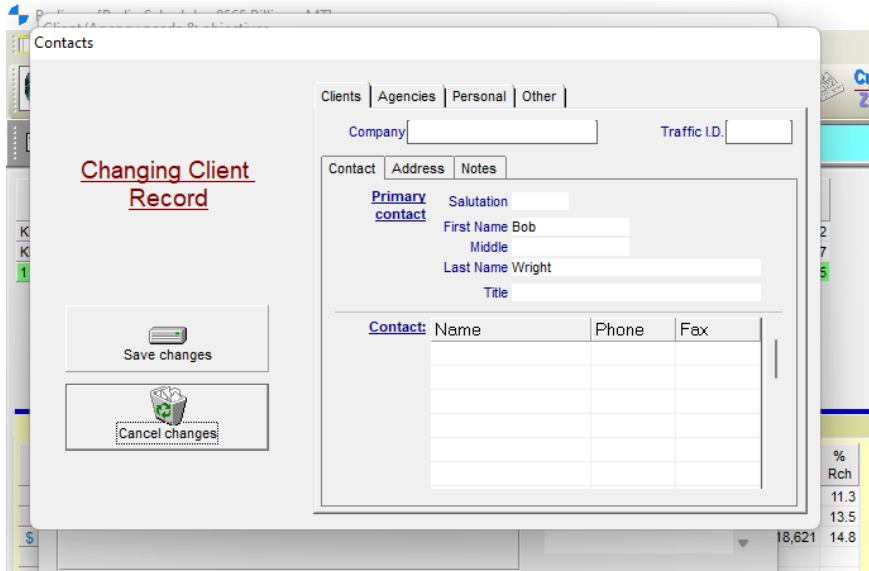 Contacts
Clients Agencies Personal Other
Company Traffic I.D.
Changing Client
Record
Contact Address Notes
Primary
contact
Salutation
First Name Bob
Middle
Last Name Wright
Title
Contact: Name Phone Fax
Save changes
Cancel changes
%
Rch
11.3
13.5
$ 18,621 14.8